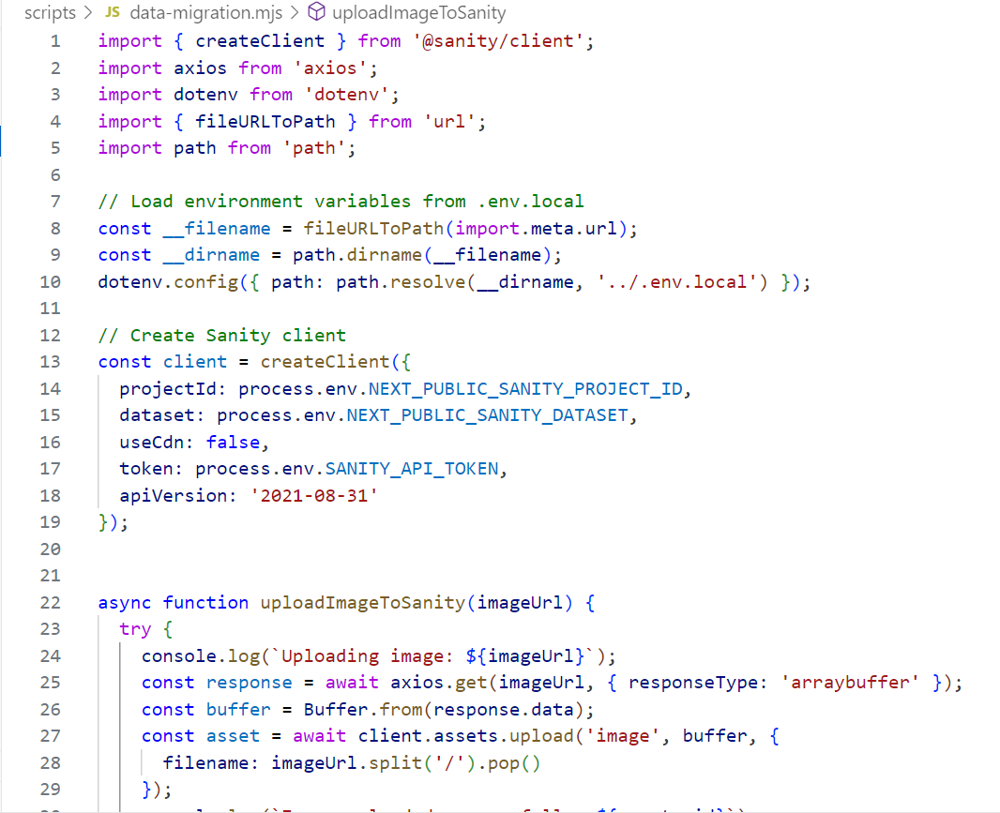 scripts > JS data-migration.mjs > uploadImageToSanity
1 import { createClient } from '@sanity/client';
2 import axios from 'axios';
3 import dotenv from 'dotenv';
4 import { fileURLToPath } from 'url';
5 import path from 'path';
6
7 // Load environment variables from .env.local
8 const __filename = fileURLToPath(import.meta.url);
9 const __dirname = path.dirname(__filename);
10 dotenv.config({ path: path.resolve(__dirname, '../.env.local') });
11
12 // Create Sanity client
13 const client = createClient({
14   projectId: process.env.NEXT_PUBLIC_SANITY_PROJECT_ID,
15   dataset: process.env.NEXT_PUBLIC_SANITY_DATASET,
16   useCdn: false,
17   token: process.env.SANITY_API_TOKEN,
18   apiVersion: '2021-08-31'
19 });
20
21
22 async function uploadImageToSanity(imageUrl) {
23   try {
24     console.log(`Uploading image: ${imageUrl}`);
25     const response = await axios.get(imageUrl, { responseType: 'arraybuffer' });
26     const buffer = Buffer.from(response.data);
27     const asset = await client.assets.upload('image', buffer, {
28       filename: imageUrl.split('/').pop()
29     });